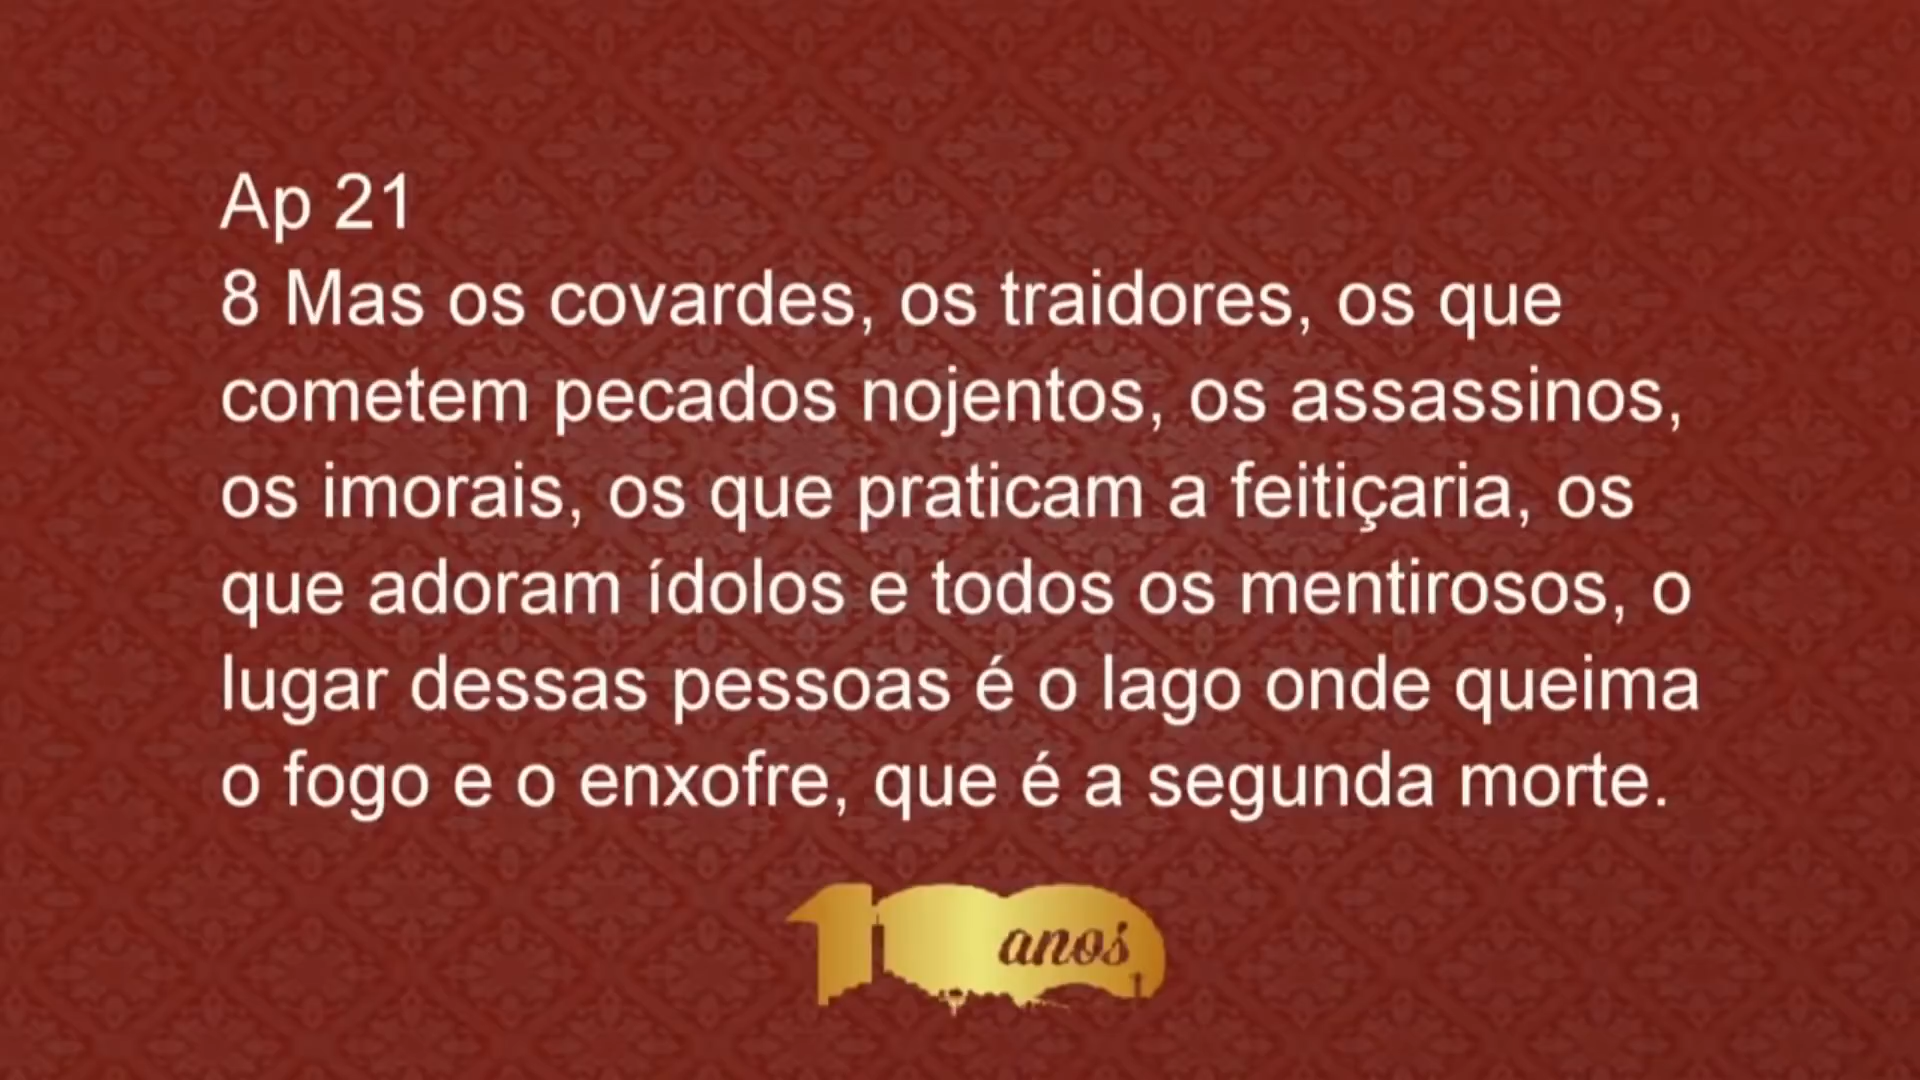 Ap 21
8 Mas os covardes, os traidores, os que
cometem pecados nojentos, os assassinos,
os imorais, os que praticam a feitiçaria, os
que adoram ídolos e todos os mentirosos, o
lugar dessas pessoas é o lago onde queima
o fogo e o enxofre, que é a segunda morte.
100 anos